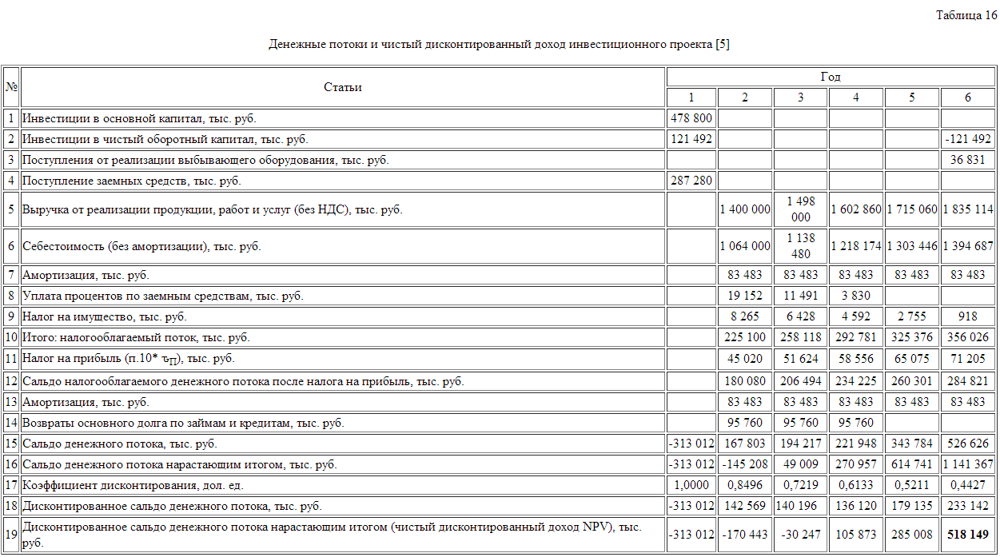 Таблица 16
Денежные потоки и чистый дисконтированный доход инвестиционного проекта [5]
№ Статьи Год
1 2 3 4 5 6
1 Инвестиции в основной капитал, тыс. руб. 478 800
2 Инвестиции в чистый оборотный капитал, тыс. руб. 121 492 -121 492
3 Поступления от реализации выбывающего оборудования, тыс. руб. 36 831
4 Поступление заемных средств, тыс. руб. 287 280
5 Выручка от реализации продукции, работ и услуг (без НДС), тыс. руб. 1 400 000 1 498 000 1 602 860 1 715 060 1 835 114
6 Себестоимость (без амортизации), тыс. руб. 1 064 000 1 138 480 1 218 174 1 303 446 1 394 687
7 Амортизация, тыс. руб. 83 483 83 483 83 483 83 483 83 483
8 Уплата процентов по заемным средствам, тыс. руб. 19 152 11 491 3 830
9 Налог на имущество, тыс. руб. 8 265 6 428 4 592 2 755 918
10 Итого: налогооблагаемый поток, тыс. руб. 225 100 258 118 292 781 325 376 356 026
11 Налог на прибыль (п.10* ъП), тыс. руб. 45 020 51 624 58 556 65 075 71 205
12 Сальдо налогооблагаемого денежного потока после налога на прибыль, тыс. руб. 180 080 206 494 234 225 260 301 284 821
13 Амортизация, тыс. руб. 83 483 83 483 83 483 83 483 83 483
14 Возвраты основного долга по займам и кредитам, тыс. руб. 95 760 95 760 95 760
15 Сальдо денежного потока, тыс. руб. -313 012 167 803 194 217 221 948 343 784 526 626
16 Сальдо денежного потока нарастающим итогом, тыс. руб. -313 012 -145 208 49 009 270 957 614 741 1 141 367
17 Коэффициент дисконтирования, дол. ед. 1,0000 0,8496 0,7219 0,6133 0,5211 0,4427
18 Дисконтированное сальдо денежного потока, тыс. руб. -313 012 142 569 140 196 136 120 179 135 233 142
19 Дисконтированное сальдо денежного потока нарастающим итогом (чистый дисконтированный доход NPV), тыс.
руб. -313 012 -170 443 -30 247 105 873 285 008 518 149